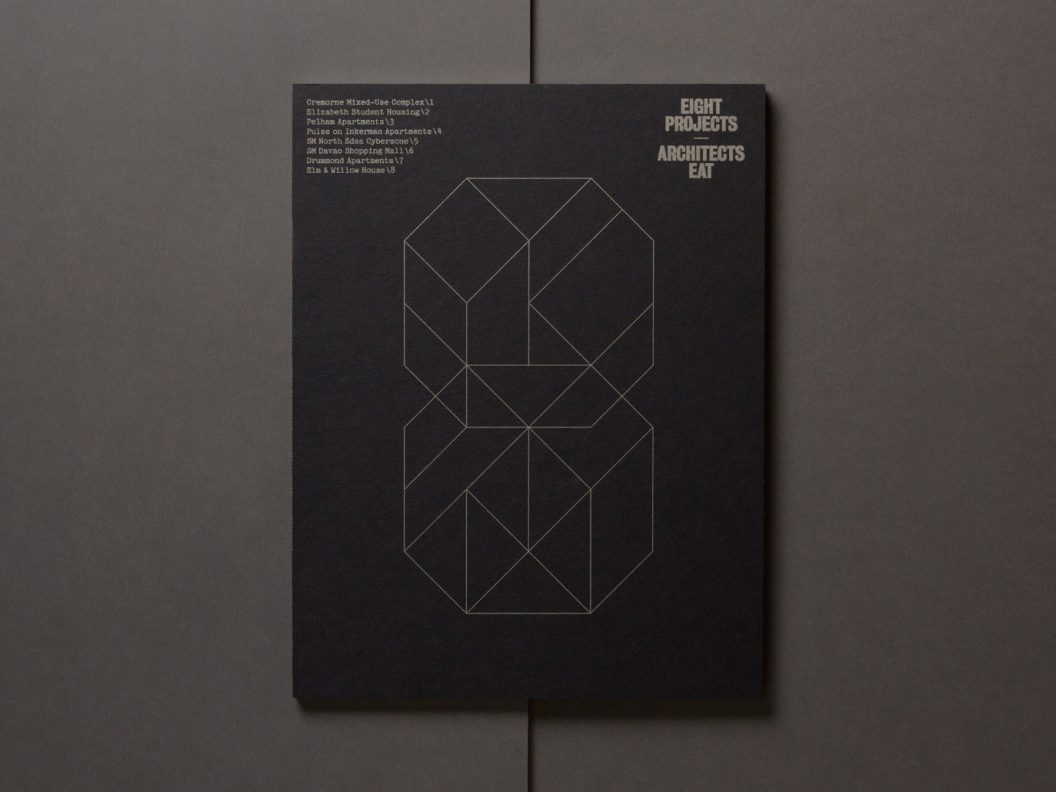 Cremorne Mixed-Use Complex\1
Elizabeth Student Housing\2
Pelham Apartments\3
Pulse on Inkerman Apartments\4
SM North Edsa Cyberzone\5
SM Davao Shopping Mall\6
Drummond Apartments\7
Elm & Willow House\8
EIGHT
PROJECTS
—
ARCHITECTS
EAT